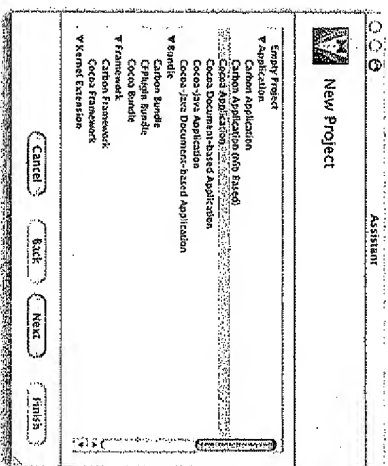 Assistant
New Project
Empty Project
Application
Carbon Application
Carbon Application (Nib Based)
Cocoa Application
Cocoa Document-based Application
Cocoa-Java Application
Cocoa-Java Document-based Application
Bundle
Carbon Bundle
CFPlugin Bundle
Cocoa Bundle
Framework
Carbon Framework
Cocoa Framework
Kernel Extension
Cancel
Back
Next
Finish